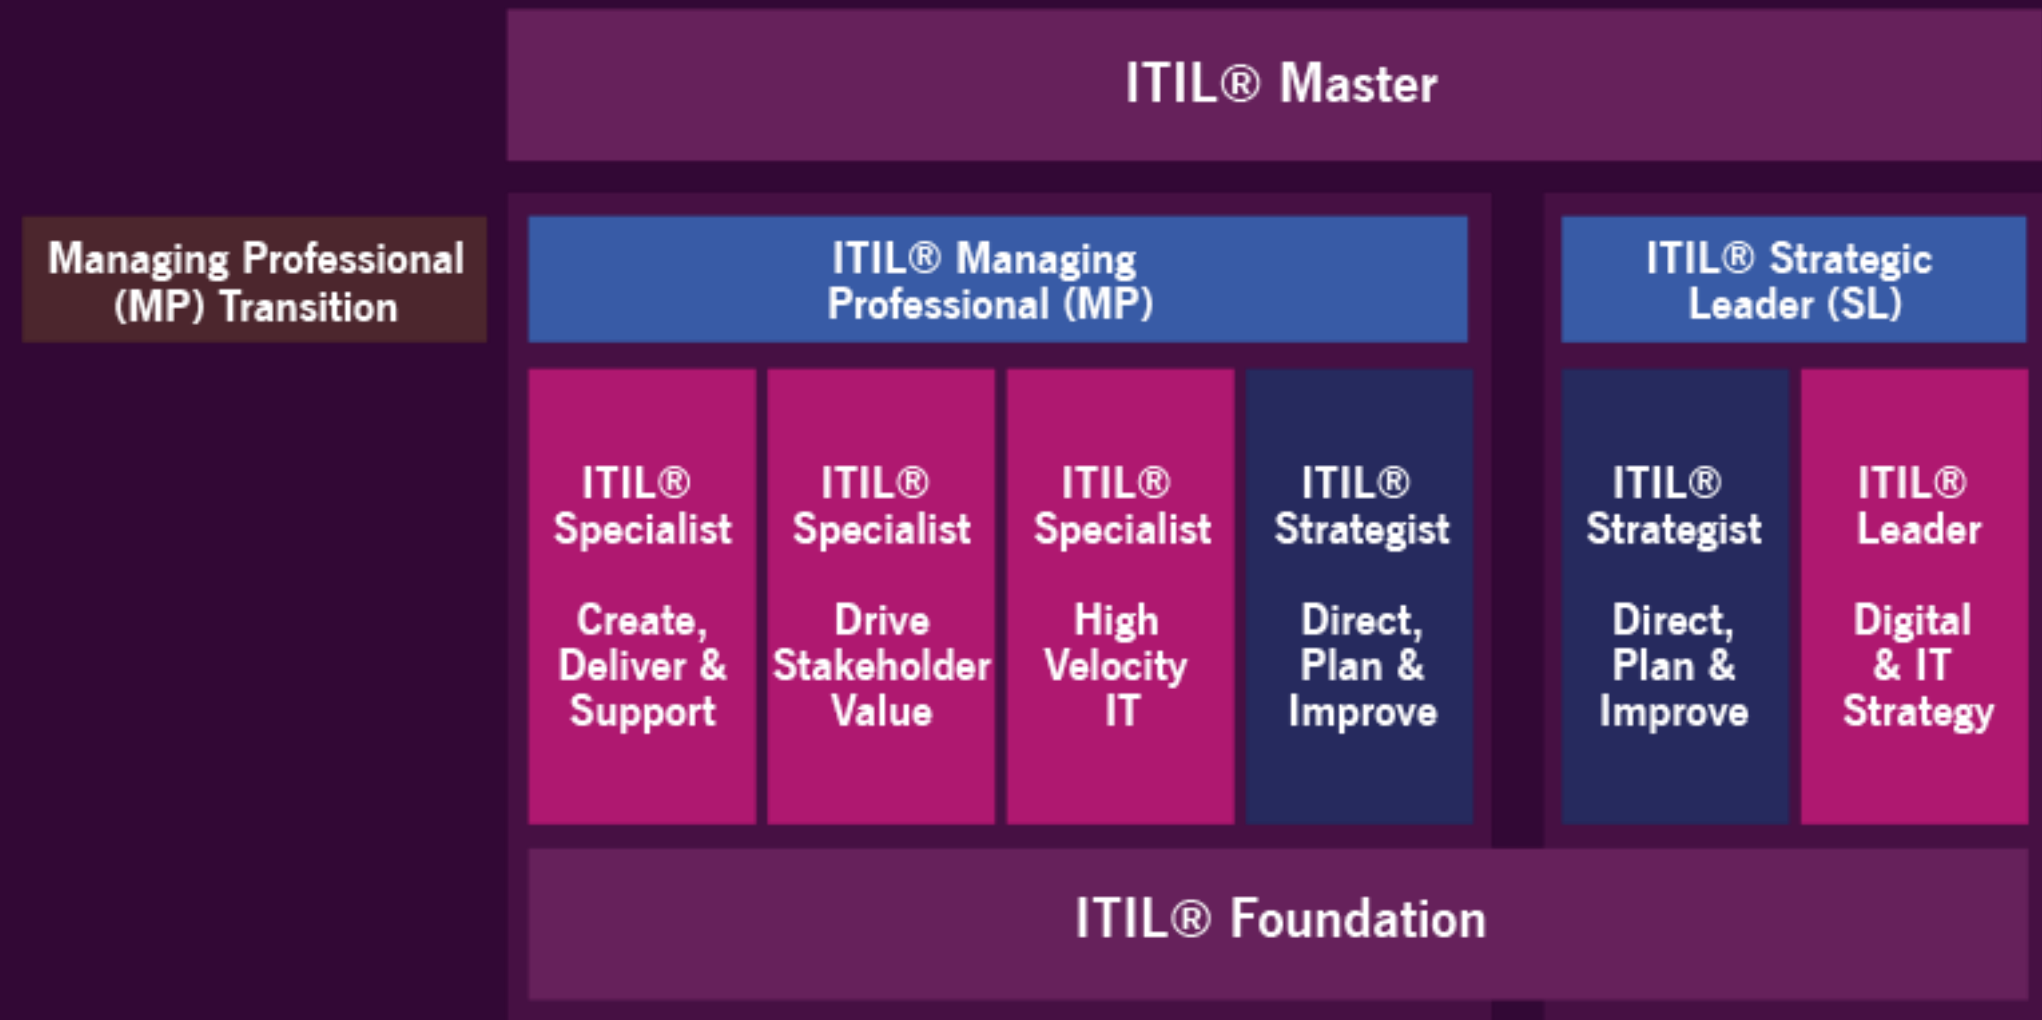 ITIL® Master
Managing Professional
(MP) Transition
ITIL® Managing
Professional (MP)
ITIL® Strategic
Leader (SL)
ITIL®
Specialist
Create,
Deliver &
Support
ITIL®
Specialist
Drive
Stakeholder
Value
ITIL®
Specialist
High
Velocity
IT
ITIL®
Strategist
Direct,
Plan &
Improve
ITIL®
Strategist
Direct,
Plan &
Improve
ITIL®
Leader
Digital
& IT
Strategy
ITIL® Foundation